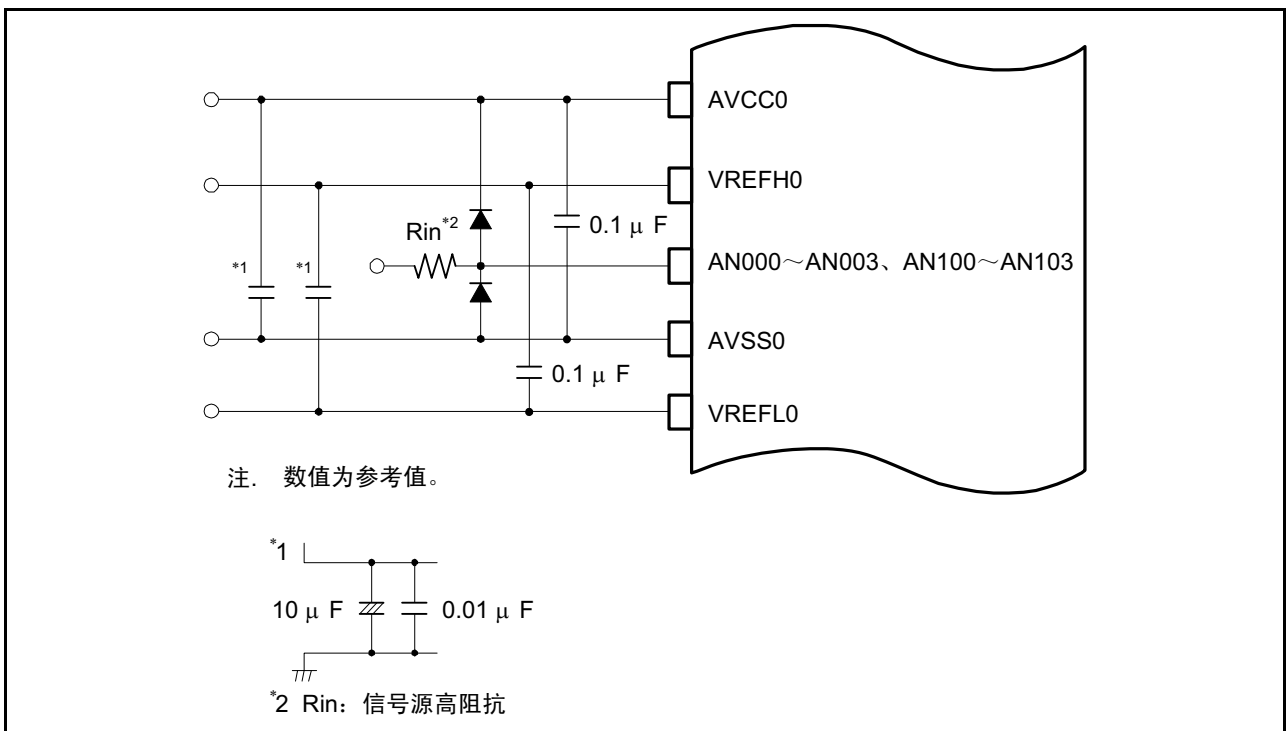 AVCC0
VREFH0
Rin*2
0.1 μ F
*1
*1
AN000～AN003、AN100～AN103
AVSS0
0.1 μ F
VREFL0
注. 数值为参考值。
*1
10 μ F
0.01 μ F
*2 Rin：信号源高阻抗